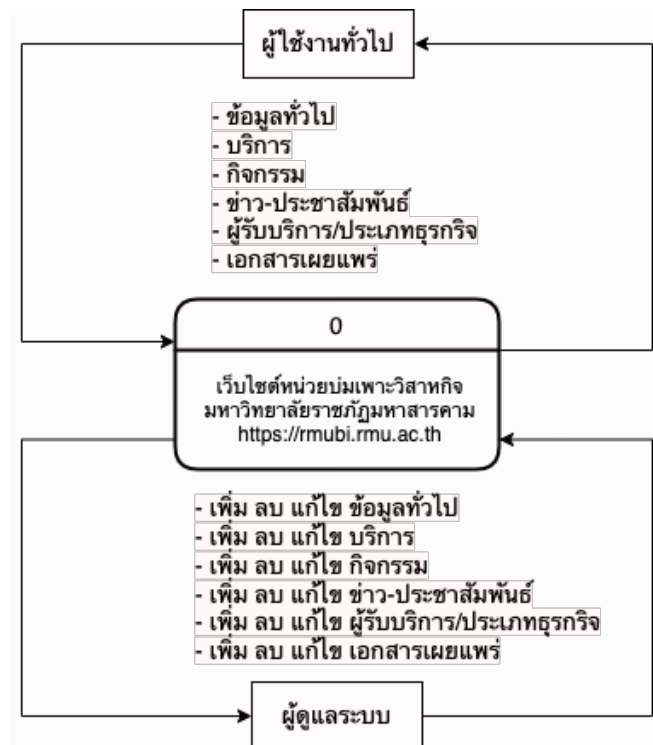 ผู้ใช้งานทั่วไป
- ข้อมูลทั่วไป
- บริการ
- กิจกรรม
- ข่าว-ประชาสัมพันธ์
- ผู้รับบริการ/ประเภทธุรกริจ
- เอกสารเผยแพร่
0
เว็บไซต์หน่วยบ่มเพาะวิสาหกิจ
มหาวิทยาลัยราชภัฏมหาสารคาม
https://rmubi.rmu.ac.th
- เพิ่ม ลบ แก้ไข ข้อมูลทั่วไป
- เพิ่ม ลบ แก้ไข บริการ
- เพิ่ม ลบ แก้ไข กิจกรรม
- เพิ่ม ลบ แก้ไข ข่าว-ประชาสัมพันธ์
- เพิ่ม ลบ แก้ไข ผู้รับบริการ/ประเภทธุรกริจ
- เพิ่ม ลบ แก้ไข เอกสารเผยแพร่
ผู้ดูแลระบบ